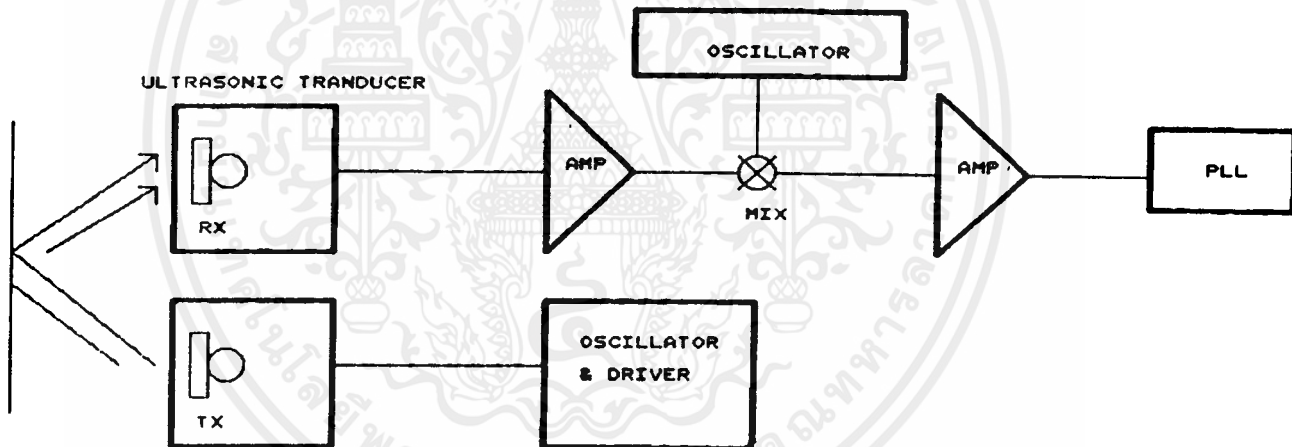 OSCILLATOR
ULTRASONIC TRANDUCER
AMP
AMP
PLL
RX
MIX
OSCILLATOR
& DRIVER
TX